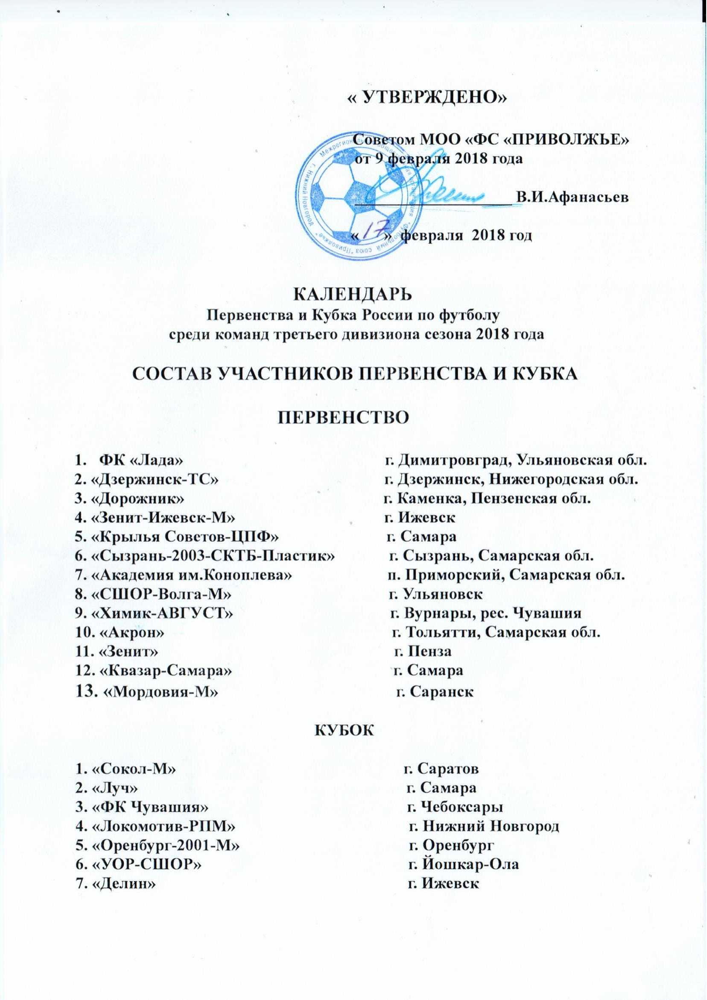 « УТВЕРЖДЕНО»
Советом МОО «ФС «ПРИВОЛЖЬЕ»
от 9 февраля 2018 года
В.И.Афанасьев
«17» февраля 2018 год
г. Нижний Новгород Межрегиональная общественная организация "Футбольный союз "Приволжье"
КАЛЕНДАРЬ
Первенства и Кубка России по футболу
среди команд третьего дивизиона сезона 2018 года
СОСТАВ УЧАСТНИКОВ ПЕРВЕНСТВА И КУБКА
ПЕРВЕНСТВО
1. ФК «Лада» г. Димитровград, Ульяновская обл.
2. «Дзержинск-ТС» г. Дзержинск, Нижегородская обл.
3. «Дорожник» г. Каменка, Пензенская обл.
4. «Зенит-Ижевск-М» г. Ижевск
5. «Крылья Советов-ЦПФ» г. Самара
6. «Сызрань-2003-СКТБ-Пластик» г. Сызрань, Самарская обл.
7. «Академия им.Коноплева» п. Приморский, Самарская обл.
8. «СШОР-Волга-М» г. Ульяновск
9. «Химик-АВГУСТ» г. Вурнары, рес. Чувашия
10. «Акрон» г. Тольятти, Самарская обл.
11. «Зенит» г. Пенза
12. «Квазар-Самара» г. Самара
13. «Мордовия-М» г. Саранск
КУБОК
1. «Сокол-М» г. Саратов
2. «Луч» г. Самара
3. «ФК Чувашия» г. Чебоксары
4. «Локомотив-РПМ» г. Нижний Новгород
5. «Оренбург-2001-М» г. Оренбург
6. «УОР-СШОР» г. Йошкар-Ола
7. «Делин» г. Ижевск